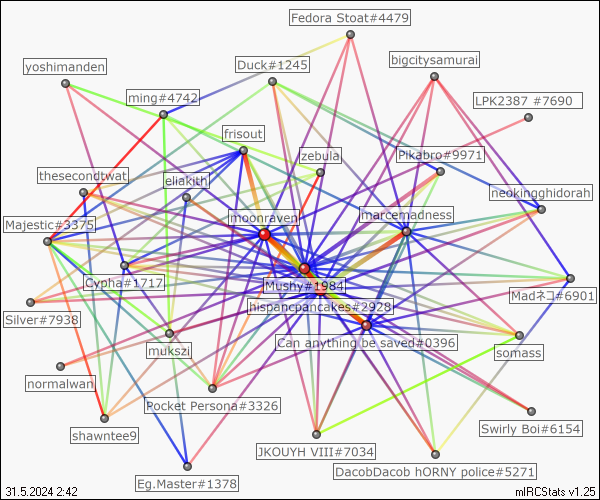 Fedora Stoat#4479
bigcitysamurai
yoshimanden
Duck#1245
ming#4742
LPK2387 #7690
frisout
zebula
Pikabro#9971
thesecondtwat
eliakith
neokingghidorah
moonraven
marcemadness
Majestic#3375
Cypha#1717
Mushy#1984
Madネコ#6901
hispancpancakes#2928
Silver#7938
Can anything be saved#0396
mukszi
somass
normalwan
Pocket Persona#3326
shawntee9
Swirly Boi#6154
JKOUYH VIII#7034
DacobDacob hORNY police#5271
Eg.Master#1378
31.5.2024 2:42
mIRCStats v1.25